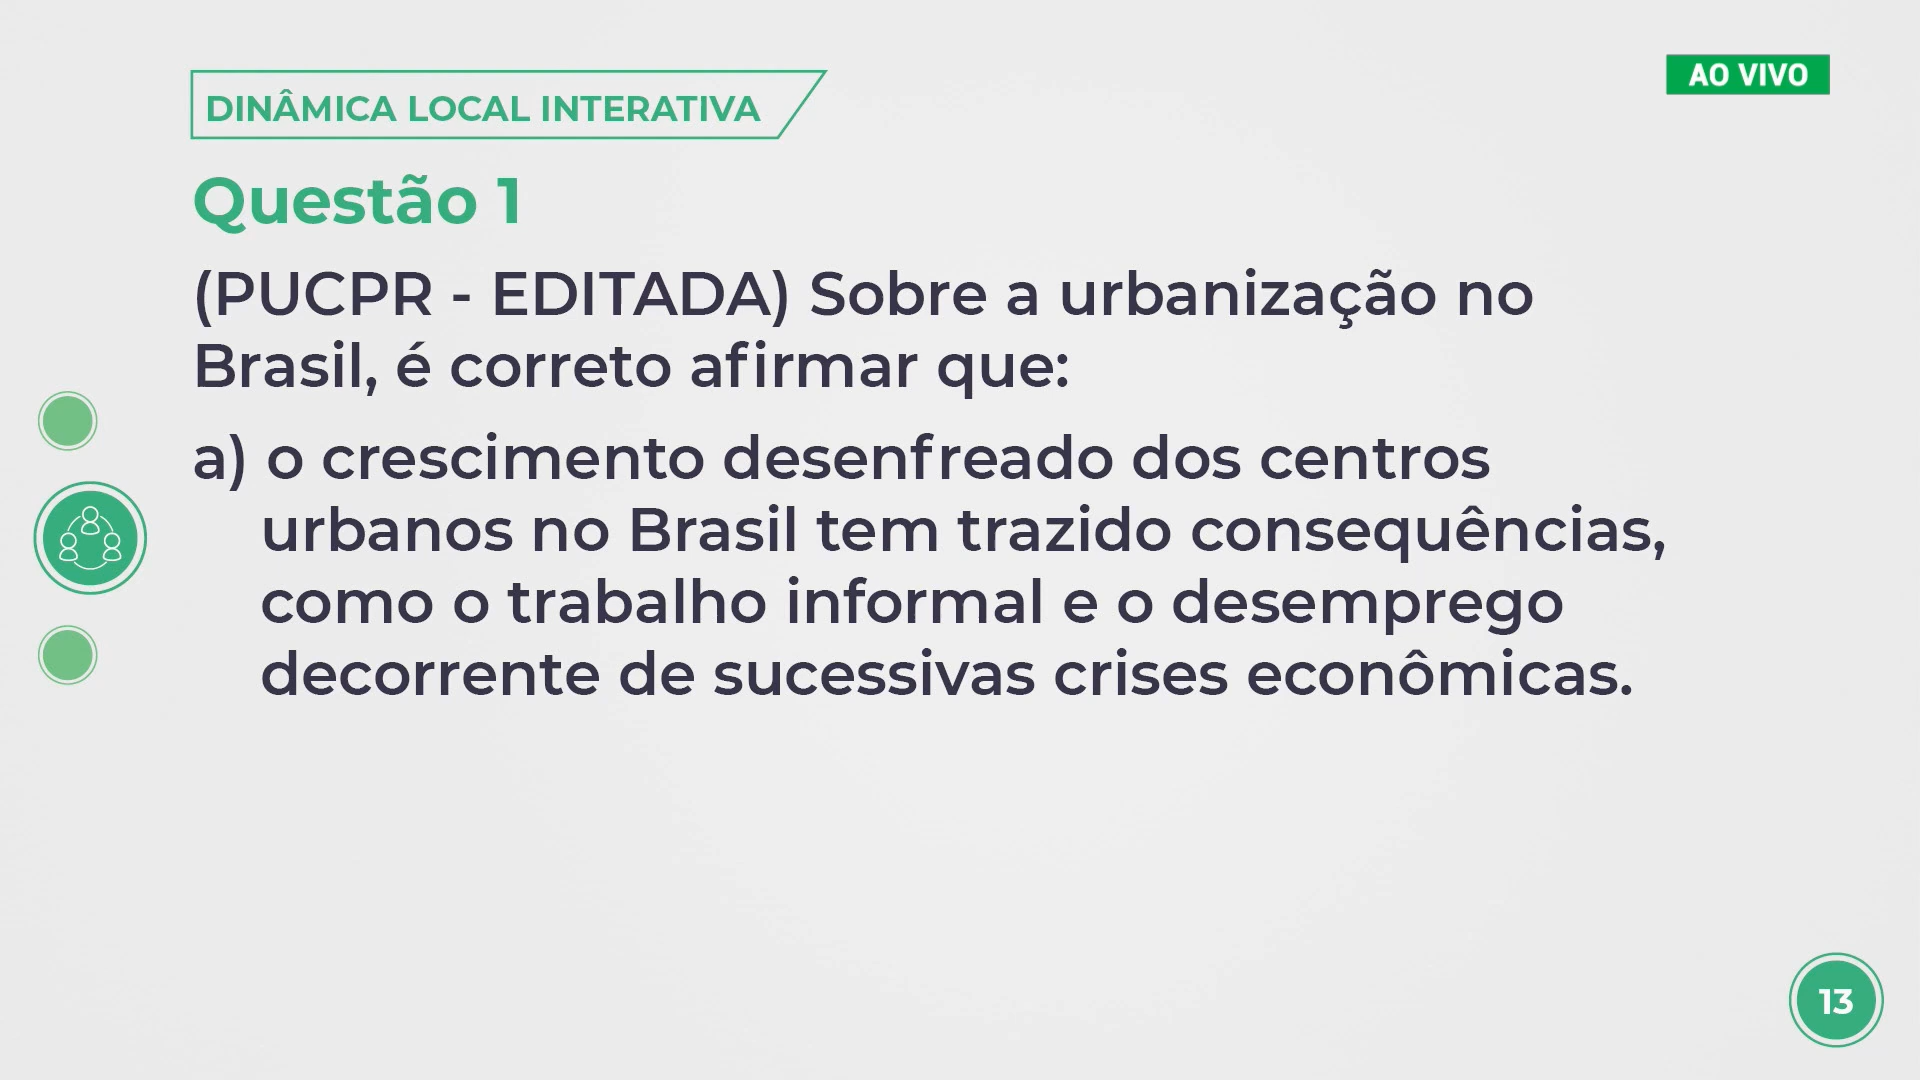 DINÂMICA LOCAL INTERATIVA
AO VIVO
Questão 1
(PUCPR - EDITADA) Sobre a urbanização no
Brasil, é correto afirmar que:
a) o crescimento desenfreado dos centros
urbanos no Brasil tem trazido consequências,
como o trabalho informal e o desemprego
decorrente de sucessivas crises econômicas.
13